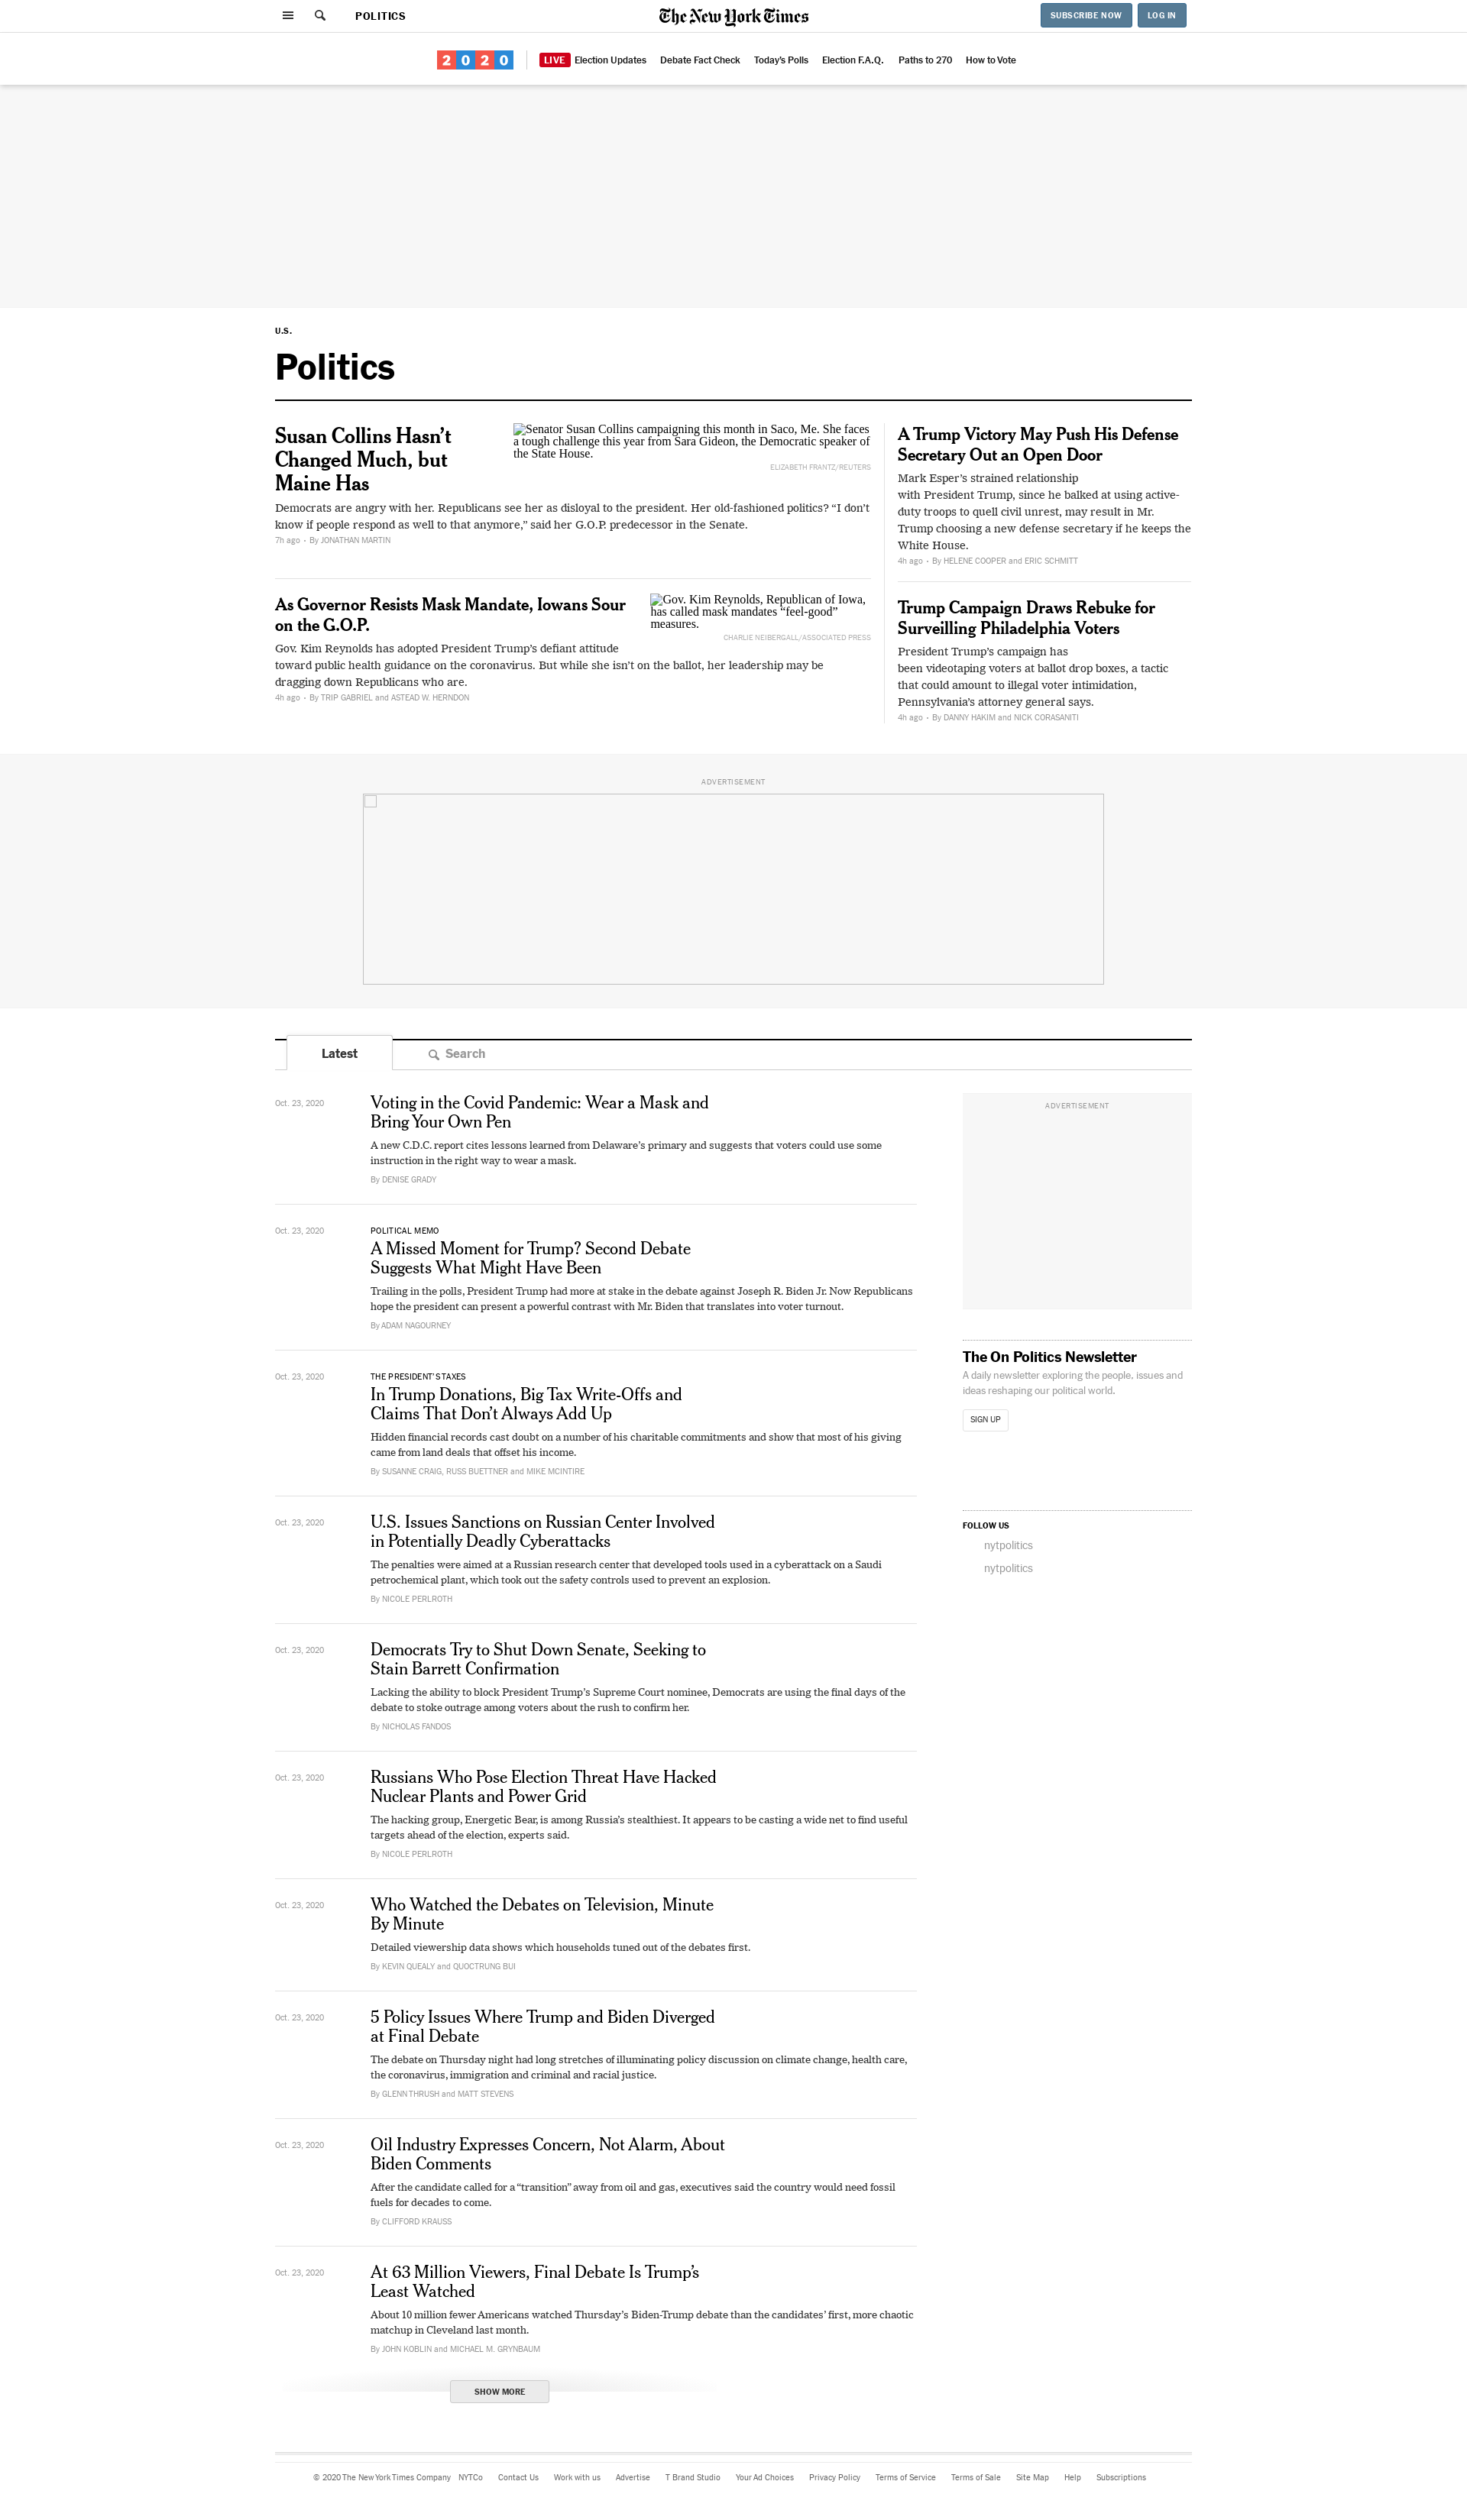 POLITICS
The New York Times
SUBSCRIBE NOW
LOG IN
2020
LIVE Election Updates
Debate Fact Check
Today's Polls
Election F.A.Q.
Paths to 270
How to Vote
U.S.
Politics
Susan Collins Hasn't
Changed Much, but
Maine Has
Senator Susan Collins campaigning this month in Saco, Me. She faces
a tough challenge this year from Sara Gideon, the Democratic speaker of
the State House.
ELIZABETH FRANTZ/REUTERS
Democrats are angry with her. Republicans see her as disloyal to the president. Her old-fashioned politics? “I don’t
know if people respond as well to that anymore,” said her G.O.P. predecessor in the Senate.
7h ago • By JONATHAN MARTIN
As Governor Resists Mask Mandate, Iowans Sour
on the G.O.P.
Gov. Kim Reynolds, Republican of Iowa,
has called mask mandates “feel-good”
measures.
CHARLIE NEIBERGALL/ASSOCIATED PRESS
Gov. Kim Reynolds has adopted President Trump’s defiant attitude
toward public health guidance on the coronavirus. But while she isn’t on the ballot, her leadership may be
dragging down Republicans who are.
4h ago • By TRIP GABRIEL and ASTEAD W. HERNDON
A Trump Victory May Push His Defense
Secretary Out an Open Door
Mark Esper’s strained relationship
with President Trump, since he balked at using active-
duty troops to quell civil unrest, may result in Mr.
Trump choosing a new defense secretary if he keeps the
White House.
4h ago • By HELENE COOPER and ERIC SCHMITT
Trump Campaign Draws Rebuke for
Surveilling Philadelphia Voters
President Trump’s campaign has
been videotaping voters at ballot drop boxes, a tactic
that could amount to illegal voter intimidation,
Pennsylvania’s attorney general says.
4h ago • By DANNY HAKIM and NICK CORASANITI
ADVERTISEMENT
Latest
Search
Oct. 23, 2020
Voting in the Covid Pandemic: Wear a Mask and
Bring Your Own Pen
A new C.D.C. report cites lessons learned from Delaware’s primary and suggests that voters could use some
instruction in the right way to wear a mask.
By DENISE GRADY
Oct. 23, 2020
POLITICAL MEMO
A Missed Moment for Trump? Second Debate
Suggests What Might Have Been
Trailing in the polls, President Trump had more at stake in the debate against Joseph R. Biden Jr. Now Republicans
hope the president can present a powerful contrast with Mr. Biden that translates into voter turnout.
By ADAM NAGOURNEY
Oct. 23, 2020
THE PRESIDENT'S TAXES
In Trump Donations, Big Tax Write-Offs and
Claims That Don’t Always Add Up
Hidden financial records cast doubt on a number of his charitable commitments and show that most of his giving
came from land deals that offset his income.
By SUSANNE CRAIG, RUSS BUETTNER and MIKE MCINTIRE
Oct. 23, 2020
U.S. Issues Sanctions on Russian Center Involved
in Potentially Deadly Cyberattacks
The penalties were aimed at a Russian research center that developed tools used in a cyberattack on a Saudi
petrochemical plant, which took out the safety controls used to prevent an explosion.
By NICOLE PERLROTH
Oct. 23, 2020
Democrats Try to Shut Down Senate, Seeking to
Stain Barrett Confirmation
Lacking the ability to block President Trump’s Supreme Court nominee, Democrats are using the final days of the
debate to stoke outrage among voters about the rush to confirm her.
By NICHOLAS FANDOS
Oct. 23, 2020
Russians Who Pose Election Threat Have Hacked
Nuclear Plants and Power Grid
The hacking group, Energetic Bear, is among Russia’s stealthiest. It appears to be casting a wide net to find useful
targets ahead of the election, experts said.
By NICOLE PERLROTH
Oct. 23, 2020
Who Watched the Debates on Television, Minute
By Minute
Detailed viewership data shows which households tuned out of the debates first.
By KEVIN QUEALY and QUOCTRUNG BUI
Oct. 23, 2020
5 Policy Issues Where Trump and Biden Diverged
at Final Debate
The debate on Thursday night had long stretches of illuminating policy discussion on climate change, health care,
the coronavirus, immigration and criminal and racial justice.
By GLENN THRUSH and MATT STEVENS
Oct. 23, 2020
Oil Industry Expresses Concern, Not Alarm, About
Biden Comments
After the candidate called for a “transition” away from oil and gas, executives said the country would need fossil
fuels for decades to come.
By CLIFFORD KRAUSS
Oct. 23, 2020
At 63 Million Viewers, Final Debate Is Trump’s
Least Watched
About 10 million fewer Americans watched Thursday’s Biden-Trump debate than the candidates’ first, more chaotic
matchup in Cleveland last month.
By JOHN KOBLIN and MICHAEL M. GRYNBAUM
SHOW MORE
ADVERTISEMENT
The On Politics Newsletter
A daily newsletter exploring the people, issues and
ideas reshaping our political world.
SIGN UP
FOLLOW US
nytpolitics
nytpolitics
© 2020 The New York Times Company
NYTCo
Contact Us
Work with us
Advertise
T Brand Studio
Your Ad Choices
Privacy Policy
Terms of Service
Terms of Sale
Site Map
Help
Subscriptions